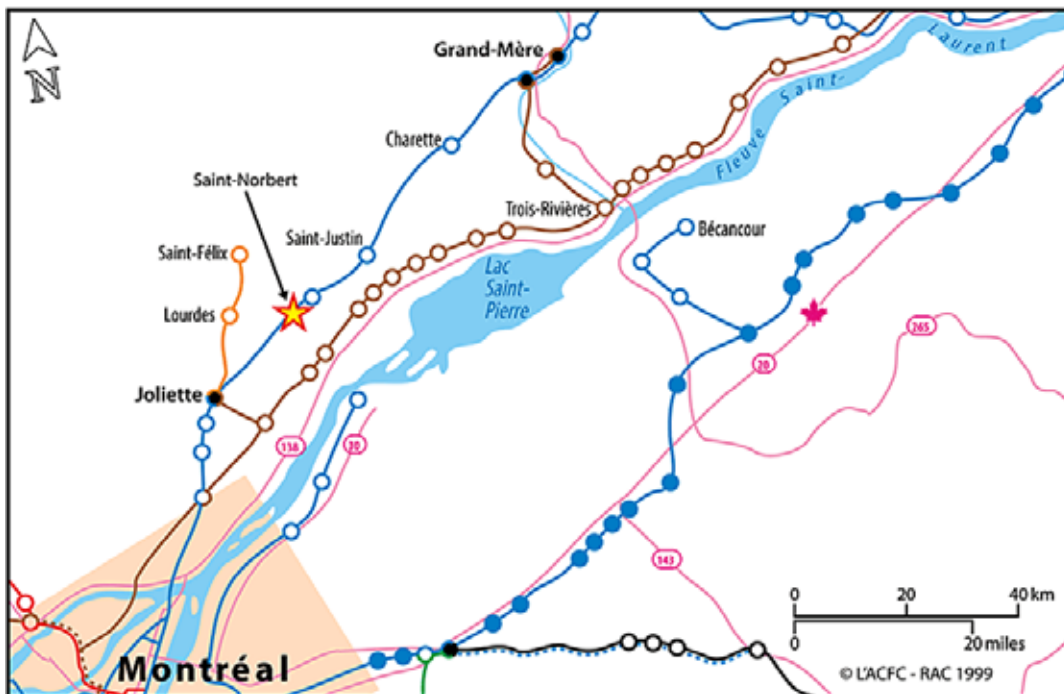 N
Grand-Mère
Fleuve Saint-Laurent
Charette
Saint-Norbert
Trois-Rivières
Saint-Justin
Bécancour
Saint-Félix
Lac
Saint-
Pierre
Lourdes
265
20
Joliette
138
30
143
0 20 40 km
0 20 miles
Montréal
© L'ACFC - RAC 1999